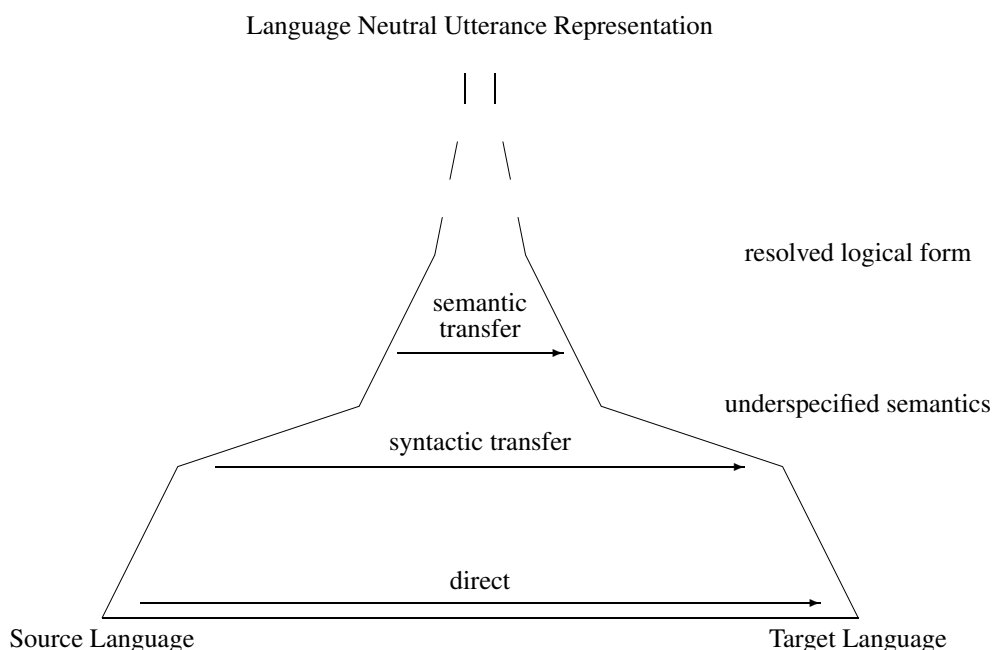 Language Neutral Utterance Representation
resolved logical form
semantic
transfer
underspecified semantics
syntactic transfer
direct
Source Language
Target Language